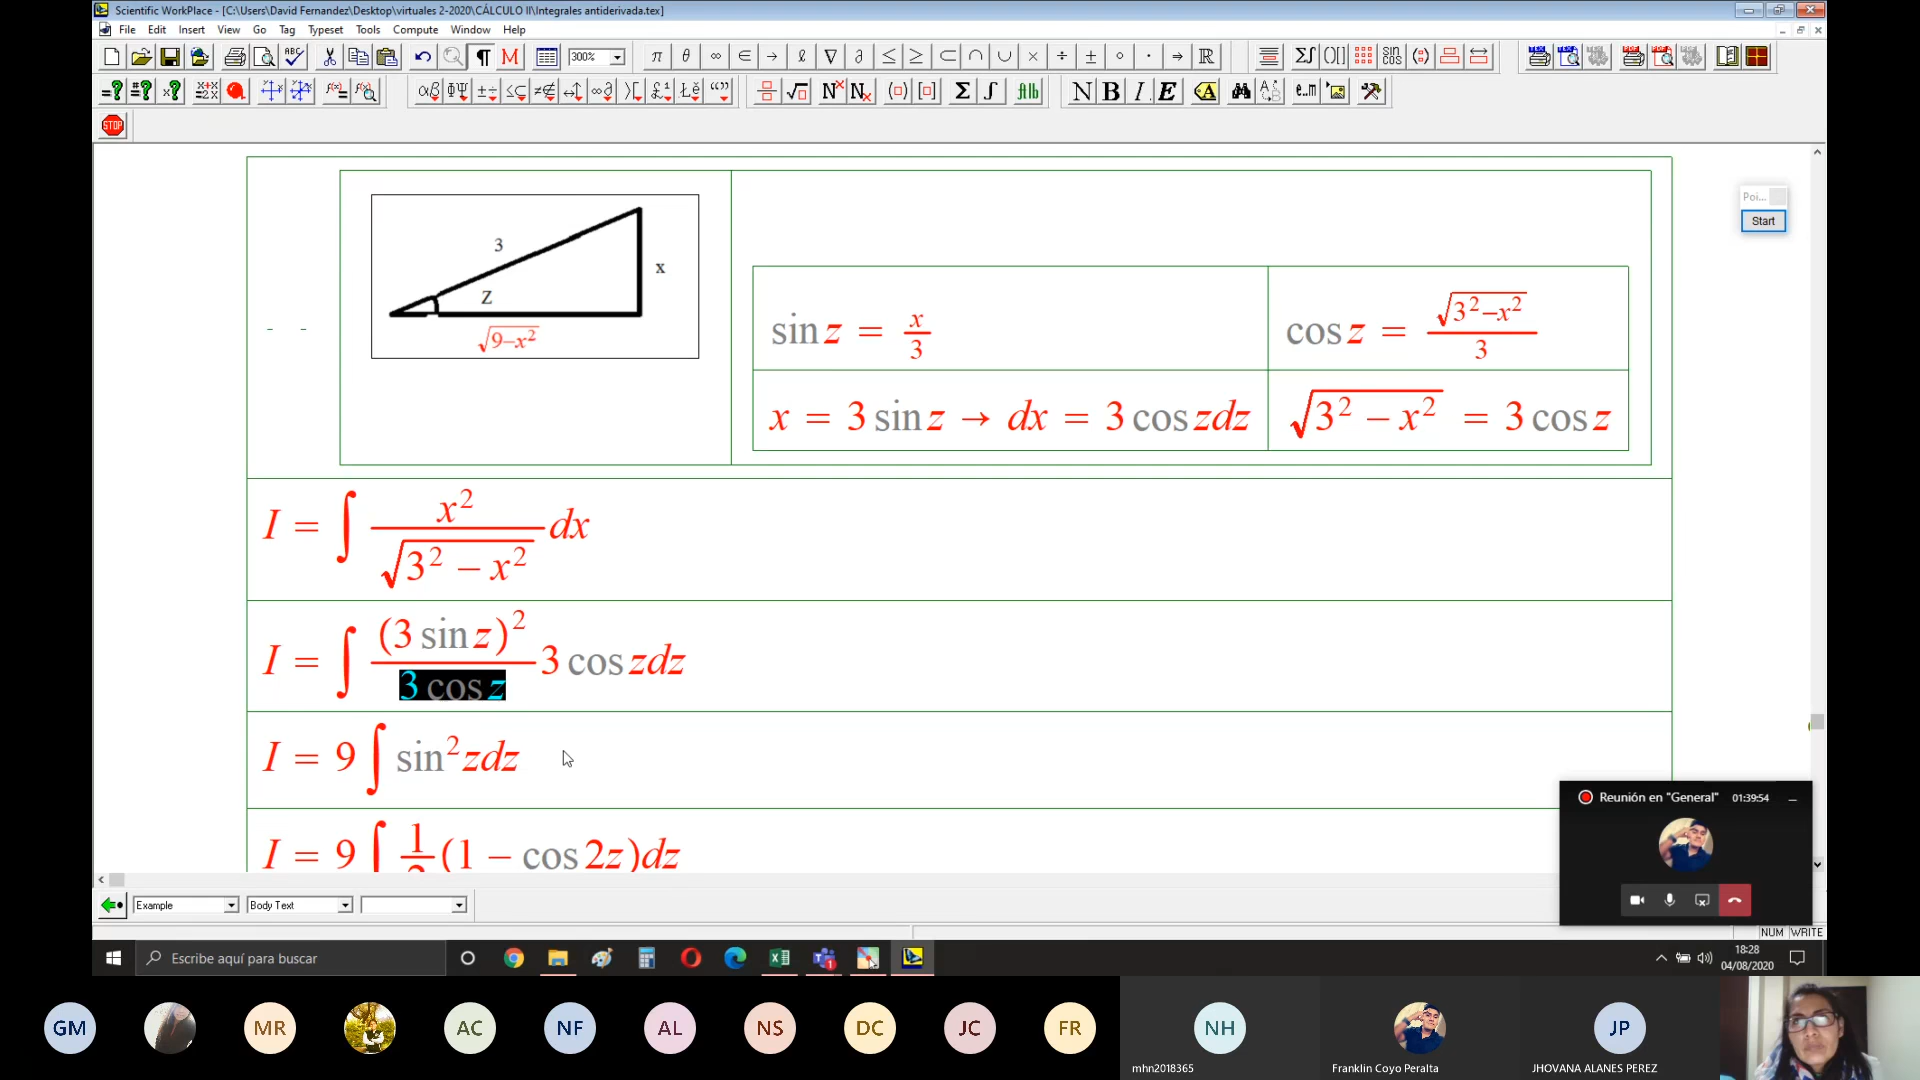 Scientific WorkPlace - [C:\Users\David Fernandez\Desktop\virtuales 2-2020\CÁLCULO II\Integrales antiderivada.tex]
File Edit Insert View Go Tag Typeset Tools Compute Window Help
300%
STOP
Poi...
Start
3
x
z
√9−x²
sin z = x/3
cos z = √3²−x²/3
x = 3 sin z → dx = 3 cos zdz
√3² − x² = 3 cos z
I = ∫ x²/√3² − x² dx
I = ∫ (3 sin z)²/3 cos z 3 cos zdz
I = 9 ∫ sin² zdz
I = 9 ∫ 1/2 (1 − cos 2z)dz
Reunión en "General" 01:39:54
Example Body Text
NUM WRITE
Escribe aquí para buscar
18:28
04/08/2020
GM MR AC NF AL NS DC JC FR NH JP
mhn2018365 Franklin Coyo Peralta JHOVANA ALANES PEREZ